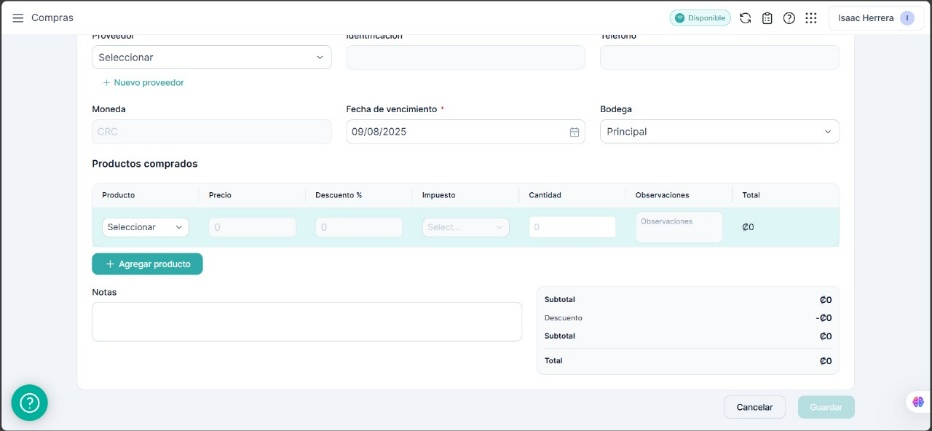 Compras
Disponible
Isaac Herrera
I
Proveedor
Identificación
Teléfono
Seleccionar
+ Nuevo proveedor
Moneda
Fecha de vencimiento *
Bodega
CRC
09/08/2025
Principal
Productos comprados
Producto
Precio
Descuento %
Impuesto
Cantidad
Observaciones
Total
Seleccionar
0
0
Select...
0
Observaciones
₡0
+ Agregar producto
Notas
Subtotal ₡0
Descuento -₡0
Subtotal ₡0
Total ₡0
Cancelar
Guardar